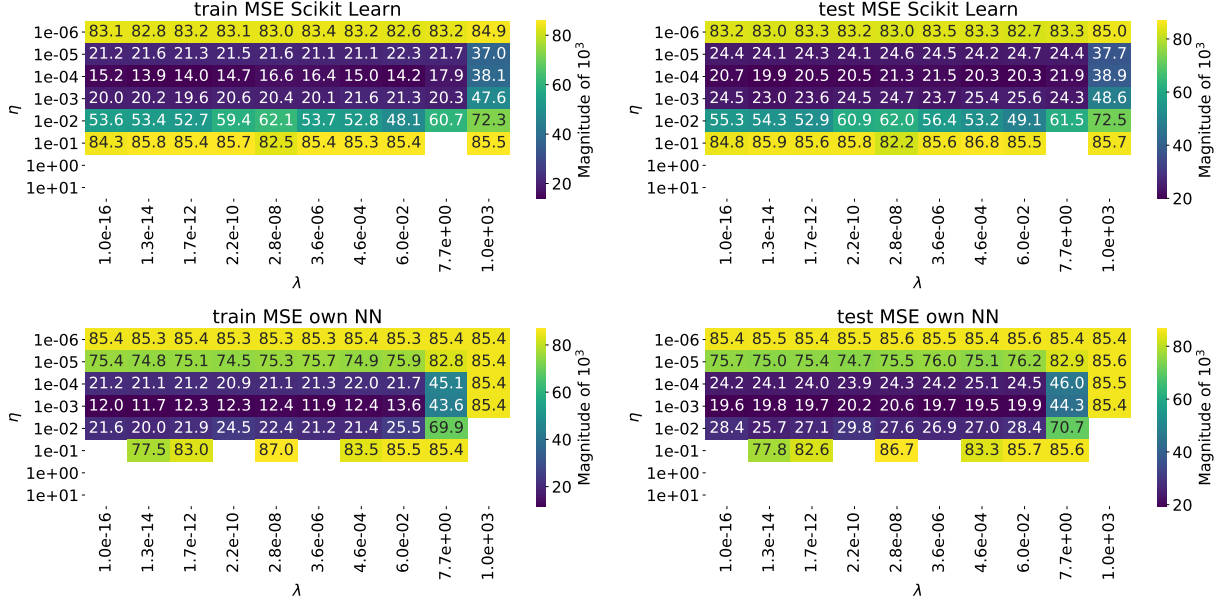 train MSE Scikit Learn
1e-06 83.1 82.8 83.2 83.1 83.0 83.4 83.2 82.6 83.2 84.9
1e-05 21.2 21.6 21.3 21.5 21.6 21.1 21.1 22.3 21.7 37.0
1e-04 15.2 13.9 14.0 14.7 16.6 16.4 15.0 14.2 17.9 38.1
1e-03 20.0 20.2 19.6 20.6 20.4 20.1 21.6 21.3 20.3 47.6
1e-02 53.6 53.4 52.7 59.4 62.1 53.7 52.8 48.1 60.7 72.3
1e-01 84.3 85.8 85.4 85.4 82.5 85.4 85.3 85.4 85.5
1e+00
1e+01
η
1.0e-16 1.3e-14 1.7e-12 2.2e-10 2.8e-08 3.6e-06 4.6e-04 6.0e-02 7.7e+00 1.0e+03
λ
80
60
40
20
Magnitude of 10³
test MSE Scikit Learn
1e-06 83.2 83.0 83.3 83.2 83.0 83.5 83.3 82.7 83.3 85.0
1e-05 24.4 24.1 24.3 24.1 24.6 24.5 24.7 24.7 24.4 37.7
1e-04 20.7 19.9 20.5 20.5 21.3 21.5 20.3 20.3 21.9 38.9
1e-03 24.5 23.0 23.6 24.5 24.7 23.7 25.4 25.6 24.3 48.6
1e-02 55.3 54.3 52.9 60.9 62.0 56.4 53.2 49.1 61.5 72.5
1e-01 84.8 85.9 85.6 85.8 82.2 85.6 86.8 85.5 85.7
1e+00
1e+01
η
1.0e-16 1.3e-14 1.7e-12 2.2e-10 2.8e-08 3.6e-06 4.6e-04 6.0e-02 7.7e+00 1.0e+03
λ
80
60
40
20
Magnitude of 10³
train MSE own NN
1e-06 85.4 85.3 85.3 85.4 85.3 85.3 85.4 85.3 85.4 85.4
1e-05 75.4 74.8 75.1 74.5 75.3 75.7 74.9 75.9 82.8 85.4
1e-04 21.2 21.1 21.2 20.9 21.1 21.3 22.0 21.7 45.1 85.4
1e-03 12.0 11.7 12.3 12.3 12.4 11.9 12.4 13.6 43.6 85.4
1e-02 21.6 20.0 21.9 24.5 22.4 21.2 21.4 25.5 69.9
1e-01 77.5 83.0 87.0 83.5 85.5 85.4
1e+00
1e+01
η
1.0e-16 1.3e-14 1.7e-12 2.2e-10 2.8e-08 3.6e-06 4.6e-04 6.0e-02 7.7e+00 1.0e+03
λ
80
60
40
20
Magnitude of 10³
test MSE own NN
1e-06 85.4 85.5 85.4 85.6 85.5 85.6 85.5 85.6 85.4 85.4
1e-05 75.7 75.0 75.4 74.7 75.5 76.0 75.1 76.2 82.9 85.6
1e-04 24.2 24.1 24.0 23.9 24.3 24.2 25.1 24.5 46.0 85.5
1e-03 19.6 19.8 19.7 20.2 20.6 19.7 19.5 19.9 44.3 85.4
1e-02 28.4 25.7 27.1 29.8 27.6 26.9 27.0 28.4 70.7
1e-01 77.8 82.6 86.7 83.3 85.7 85.6
1e+00
1e+01
η
1.0e-16 1.3e-14 1.7e-12 2.2e-10 2.8e-08 3.6e-06 4.6e-04 6.0e-02 7.7e+00 1.0e+03
λ
80
60
40
20
Magnitude of 10³